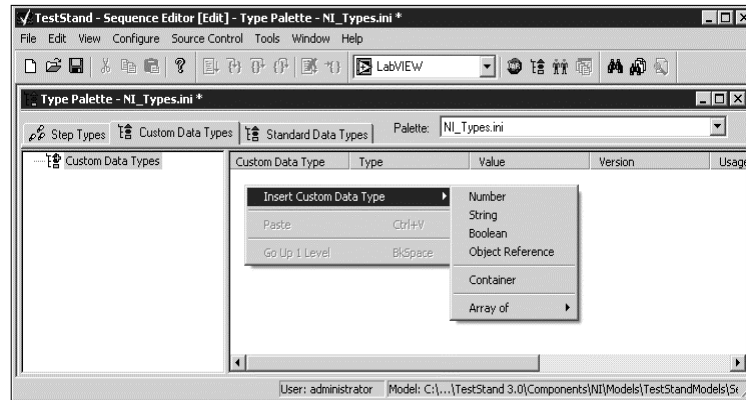 TestStand - Sequence Editor [Edit] - Type Palette - NI_Types.ini *
File Edit View Configure Source Control Tools Window Help
LabVIEW
Type Palette - NI_Types.ini *
Step Types Custom Data Types Standard Data Types Palette: NI_Types.ini
Custom Data Types Custom Data Type Type Value Version Usage
Insert Custom Data Type Number
String
Paste Ctrl+V Boolean
Go Up 1 Level BkSpace Object Reference
Container
Array of
User: administrator Model: C:\...\TestStand 3.0\Components\NI\Models\TestStandModels\Se